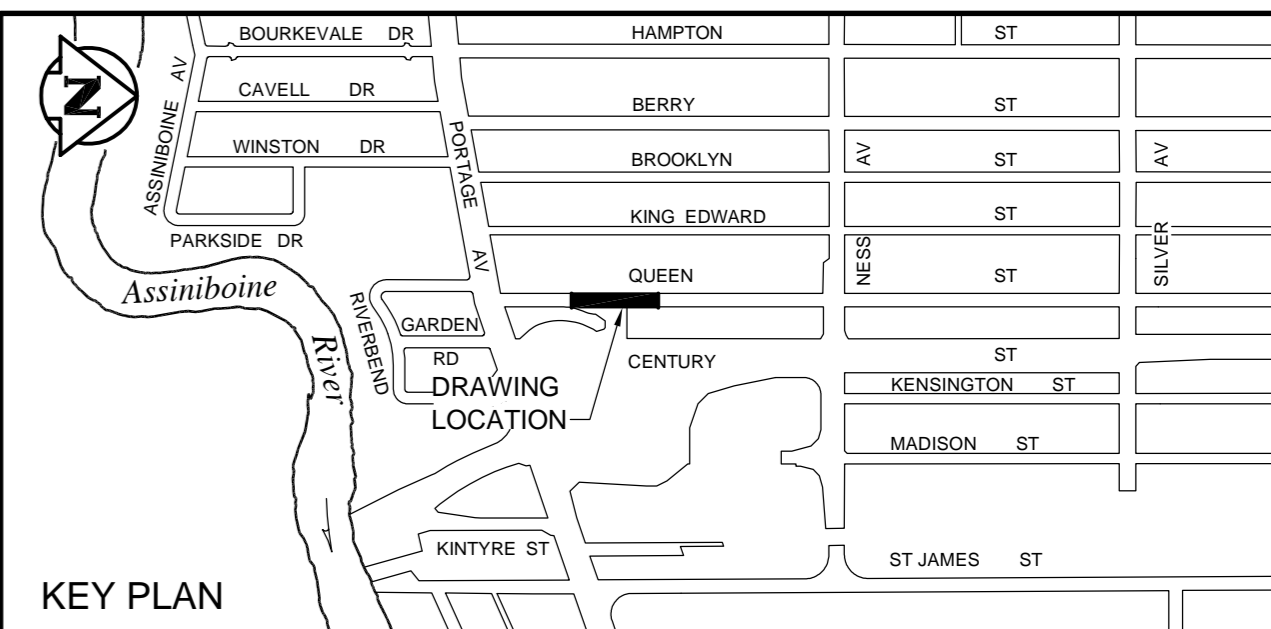 BOURKEVALE DR
HAMPTON ST
N
ASSINIBOINE AV
CAVELL DR
BERRY ST
WINSTON DR
PORTAGE AV
BROOKLYN ST
NESS AV
SILVER AV
KING EDWARD ST
PARKSIDE DR
QUEEN ST
Assiniboine River
RIVERBEND
GARDEN RD
CENTURY ST
DRAWING
LOCATION
KENSINGTON ST
MADISON ST
KINTYRE ST
ST JAMES ST
KEY PLAN